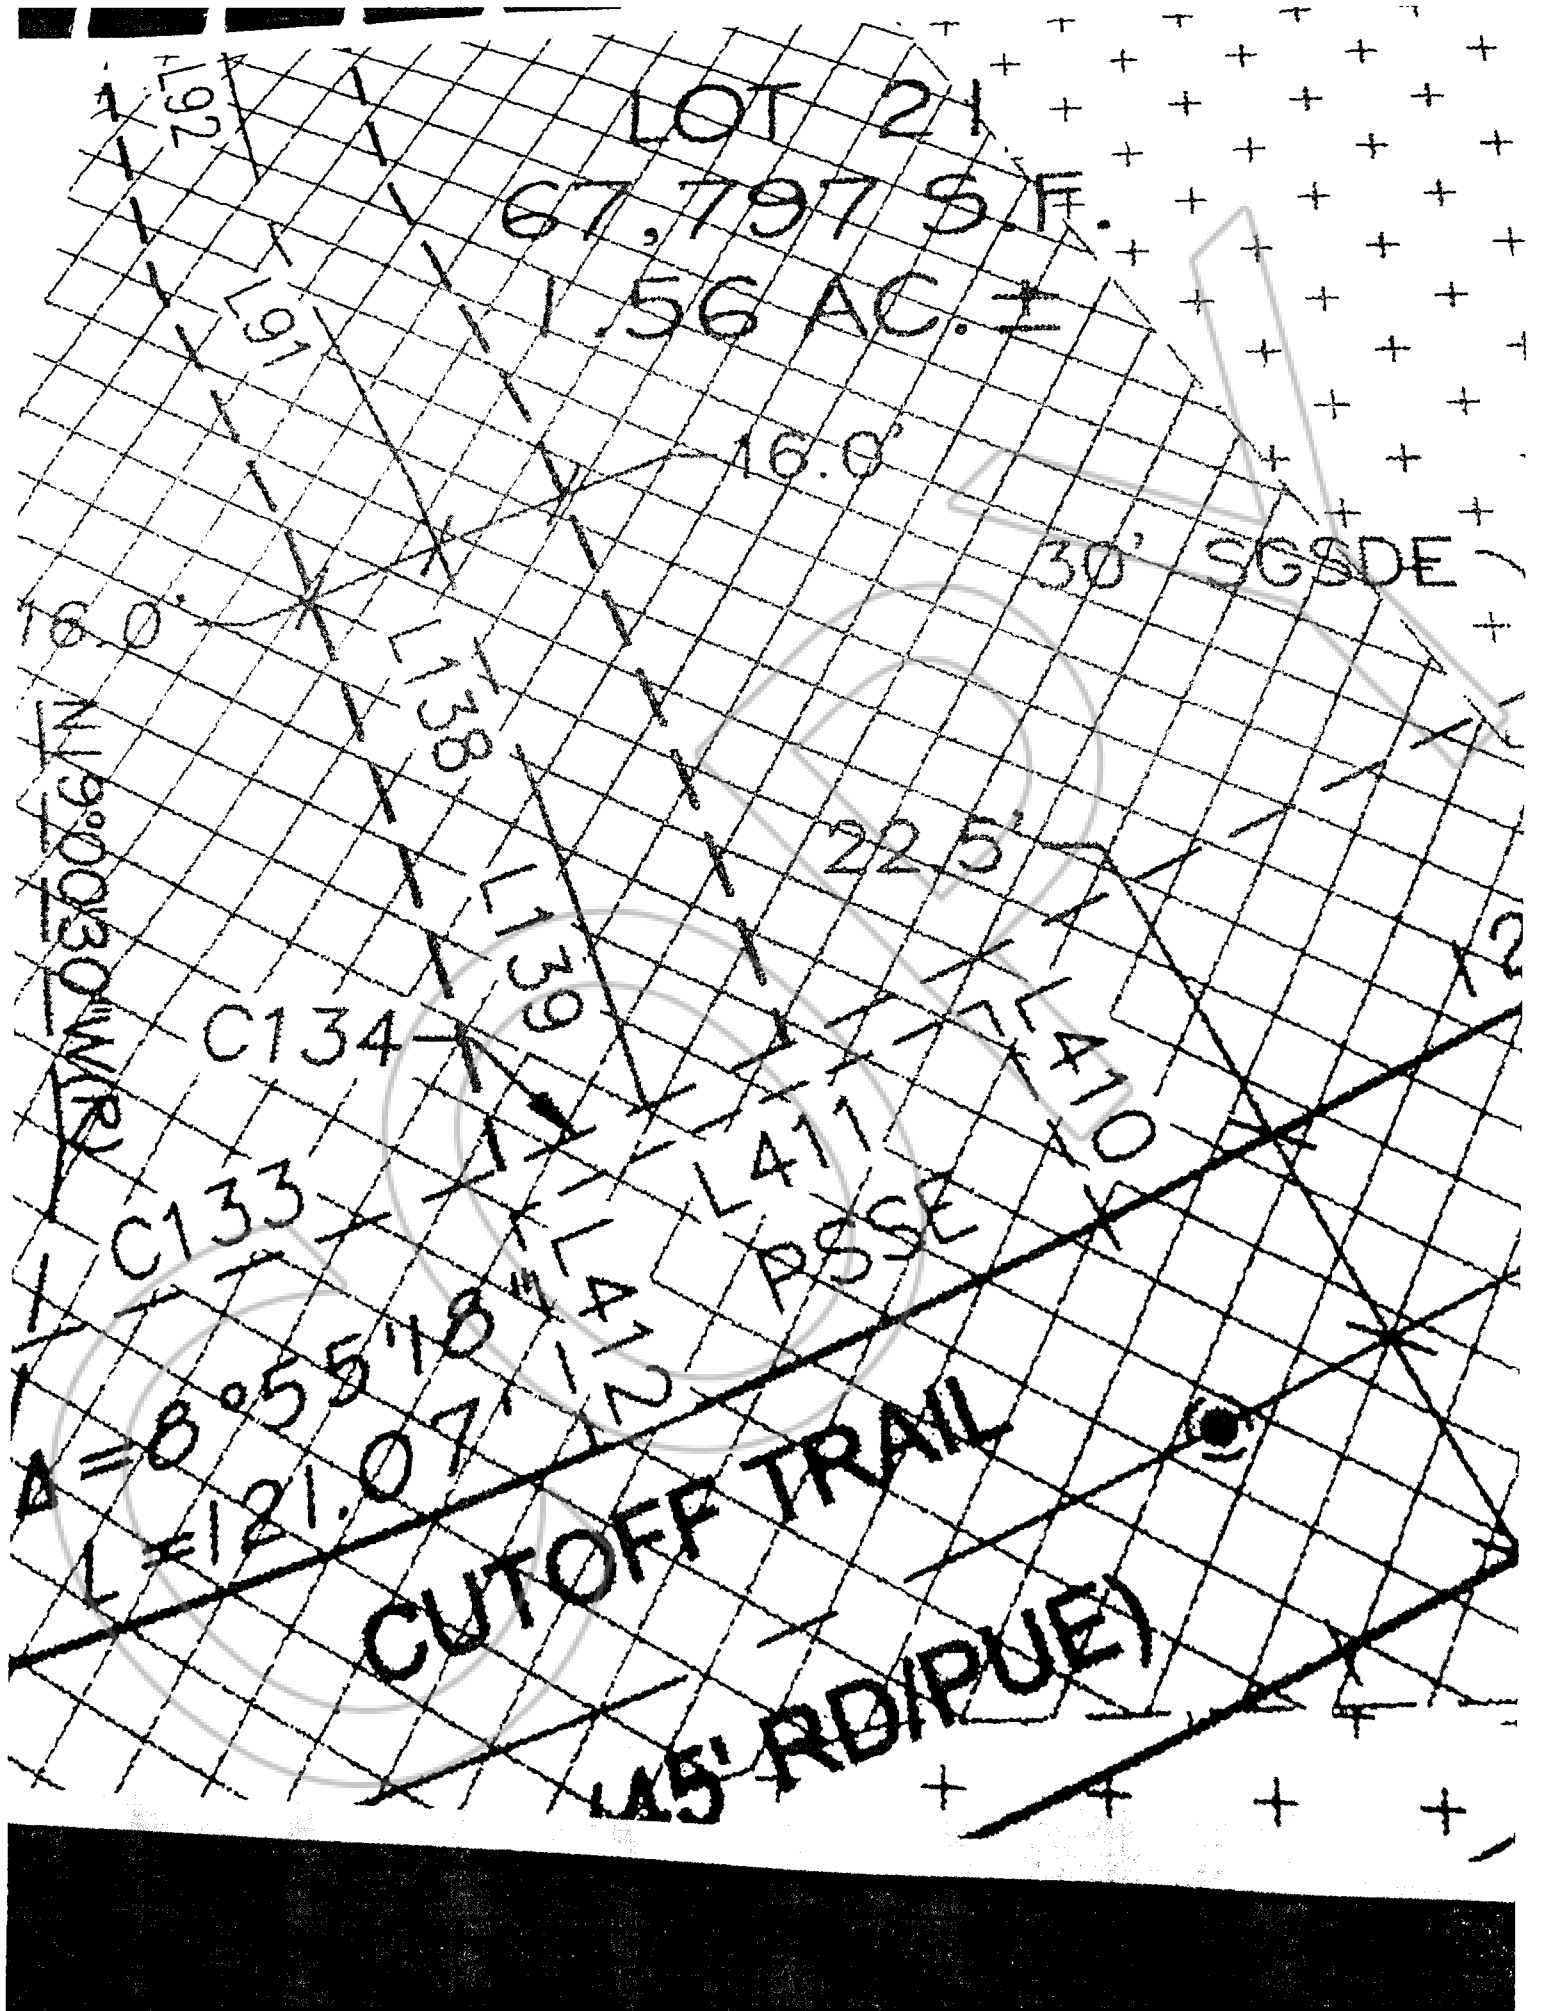 L92
LOT 21
67,797 S.F.
1.56 AC.±
L91
16.0'
30' SGSDE
16.0'
L138
N19°00'30"W(R)
22.5'
L139
C134
L410
L411
PSSE
C133
L412
Δ=8°55'18"
L=121.07'
CUTOFF TRAIL
(45' RD/PUE)